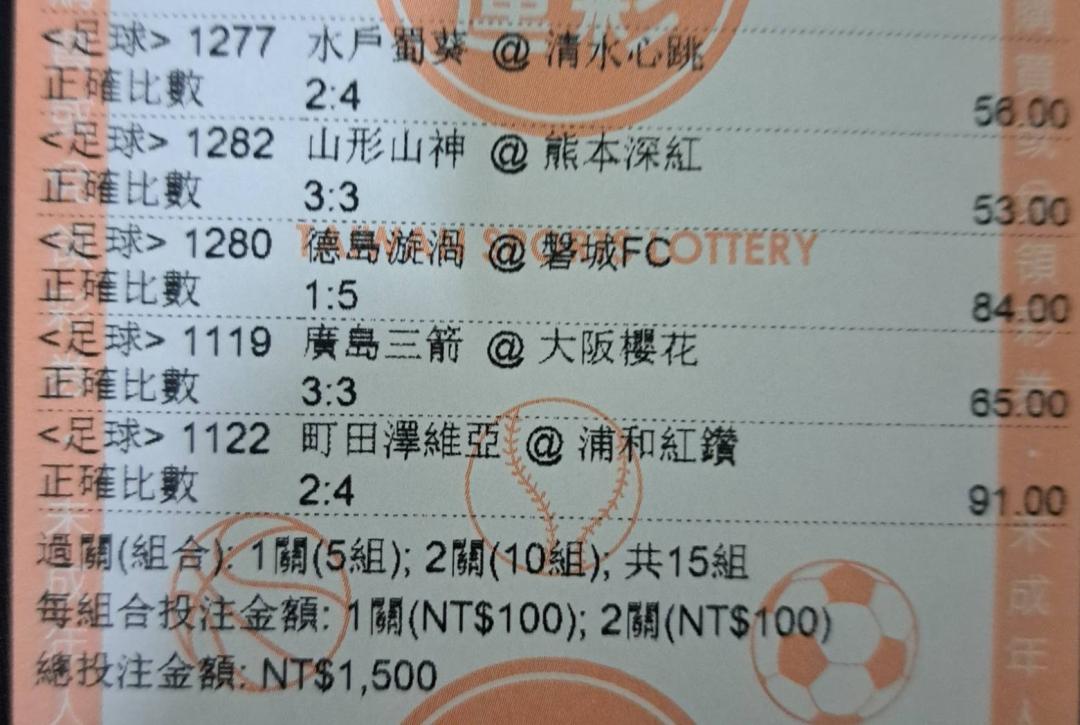 <足球> 1277 水戶蜀葵 @ 清水心跳
正確比數 2:4 56.00
<足球> 1282 山形山神 @ 熊本深紅
正確比數 3:3 53.00
<足球> 1280 德島漩渦 @ 磐城FC
正確比數 1:5 84.00
TAIWAN SPORTS LOTTERY
<足球> 1119 廣島三箭 @ 大阪櫻花
正確比數 3:3 65.00
<足球> 1122 町田澤維亞 @ 浦和紅鑽
正確比數 2:4 91.00
過關(組合): 1關(5組); 2關(10組); 共15組
每組合投注金額: 1關(NT$100); 2關(NT$100)
總投注金額: NT$1,500